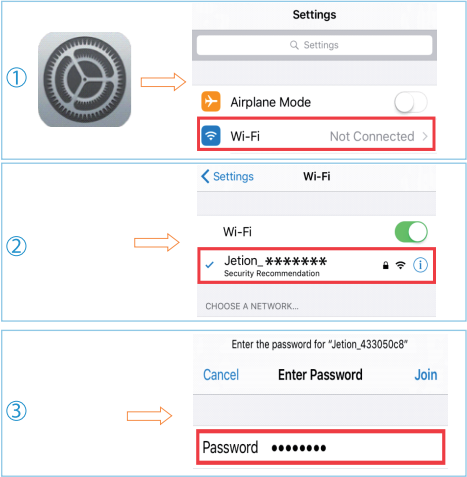 ①
Settings
Settings
Airplane Mode
Wi-Fi Not Connected
②
Settings Wi-Fi
Wi-Fi
Jetion_*******
Security Recommendation
CHOOSE A NETWORK...
③
Enter the password for “Jetion_433050c8”
Cancel Enter Password Join
Password ••••••••